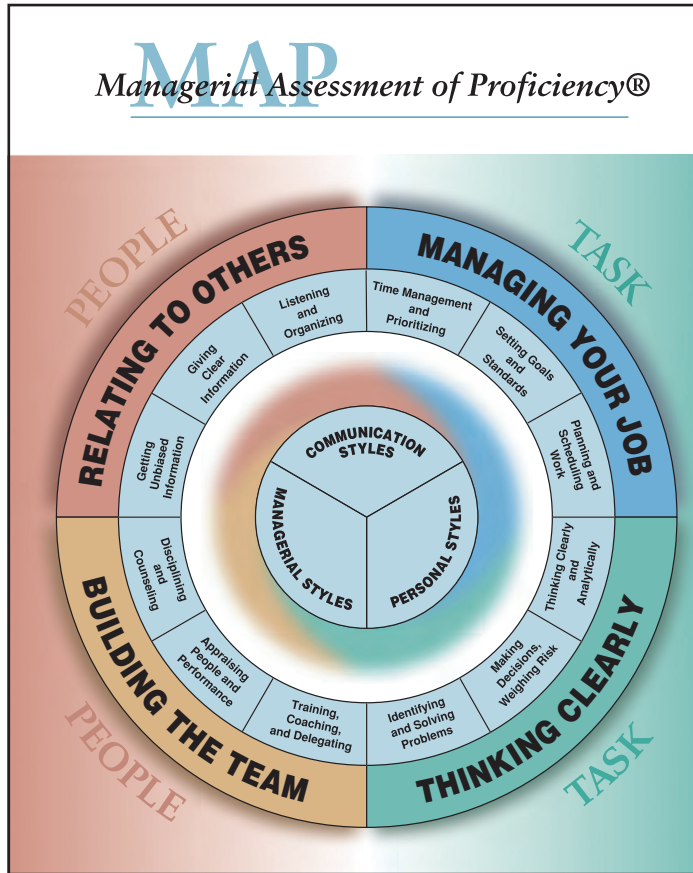 MAP
Managerial Assessment of Proficiency®
PEOPLE
TASK
RELATING TO OTHERS
MANAGING YOUR JOB
Listening
and
Organizing
Time Management
and
Prioritizing
Giving
Clear
Information
Setting Goals
and
Standards
Getting
Unbiased
Information
Planning and
Scheduling
Work
COMMUNICATION
STYLES
MANAGERIAL STYLES
PERSONAL STYLES
Disciplining
and
Counseling
Thinking Clearly
and
Analytically
Appraising
People and
Performance
Making
Decisions,
Weighing Risk
Training,
Coaching,
and Delegating
Identifying
and Solving
Problems
BUILDING THE TEAM
THINKING CLEARLY
PEOPLE
TASK